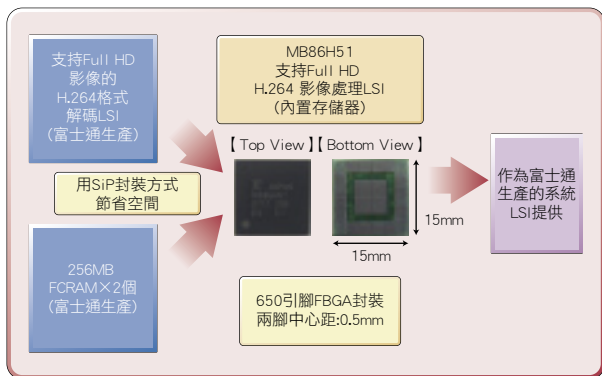 支持Full HD
影像的
H.264格式
解碼LSI
(富士通生產)
MB86H51
支持Full HD
H.264 影像處理LSI
(內置存儲器)
【Top View】【Bottom View】
用SiP封裝方式
節省空間
15mm
15mm
作為富士通
生產的系統
LSI提供
256MB
FCRAM×2個
(富士通生產)
650引腳FBGA封裝
兩腳中心距:0.5mm